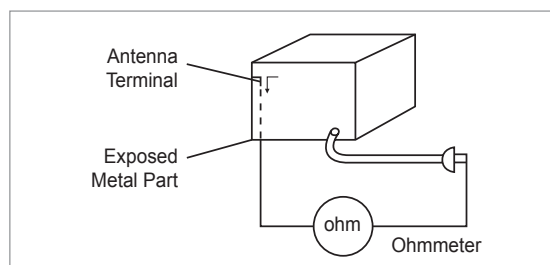 Antenna
Terminal
Exposed
Metal Part
ohm
Ohmmeter